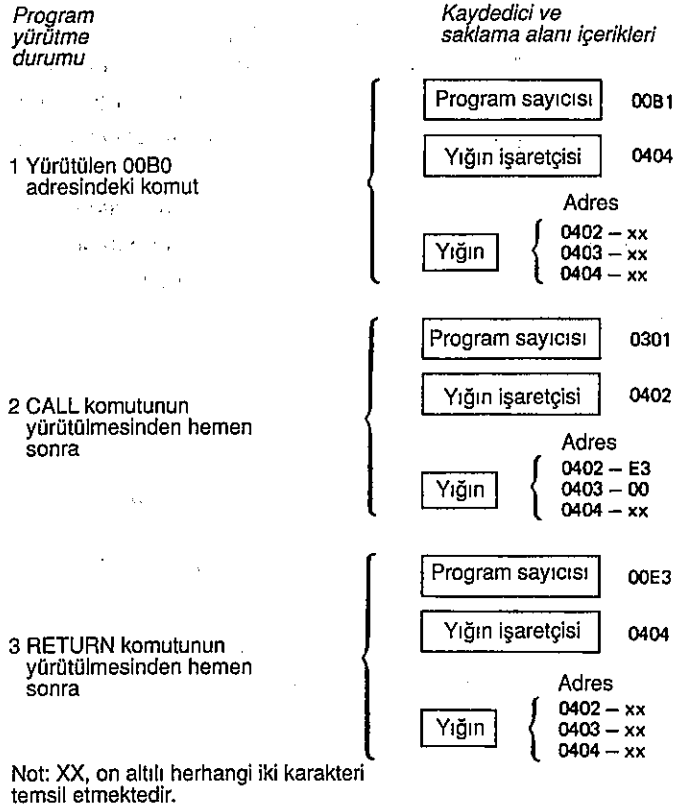 Program
yürütme
durumu
Kaydedici ve
saklama alanı içerikleri
1 Yürütülen 00B0
adresindeki komut
Program sayıcısı 00B1
Yığın işaretçisi 0404
Adres
Yığın
0402 – xx
0403 – xx
0404 – xx
2 CALL komutunun
yürütülmesinden hemen
sonra
Program sayıcısı 0301
Yığın işaretçisi 0402
Adres
Yığın
0402 – E3
0403 – 00
0404 – xx
3 RETURN komutunun
yürütülmesinden hemen
sonra
Program sayıcısı 00E3
Yığın işaretçisi 0404
Adres
Yığın
0402 – xx
0403 – xx
0404 – xx
Not: XX, on altılı herhangi iki karakteri
temsil etmektedir.